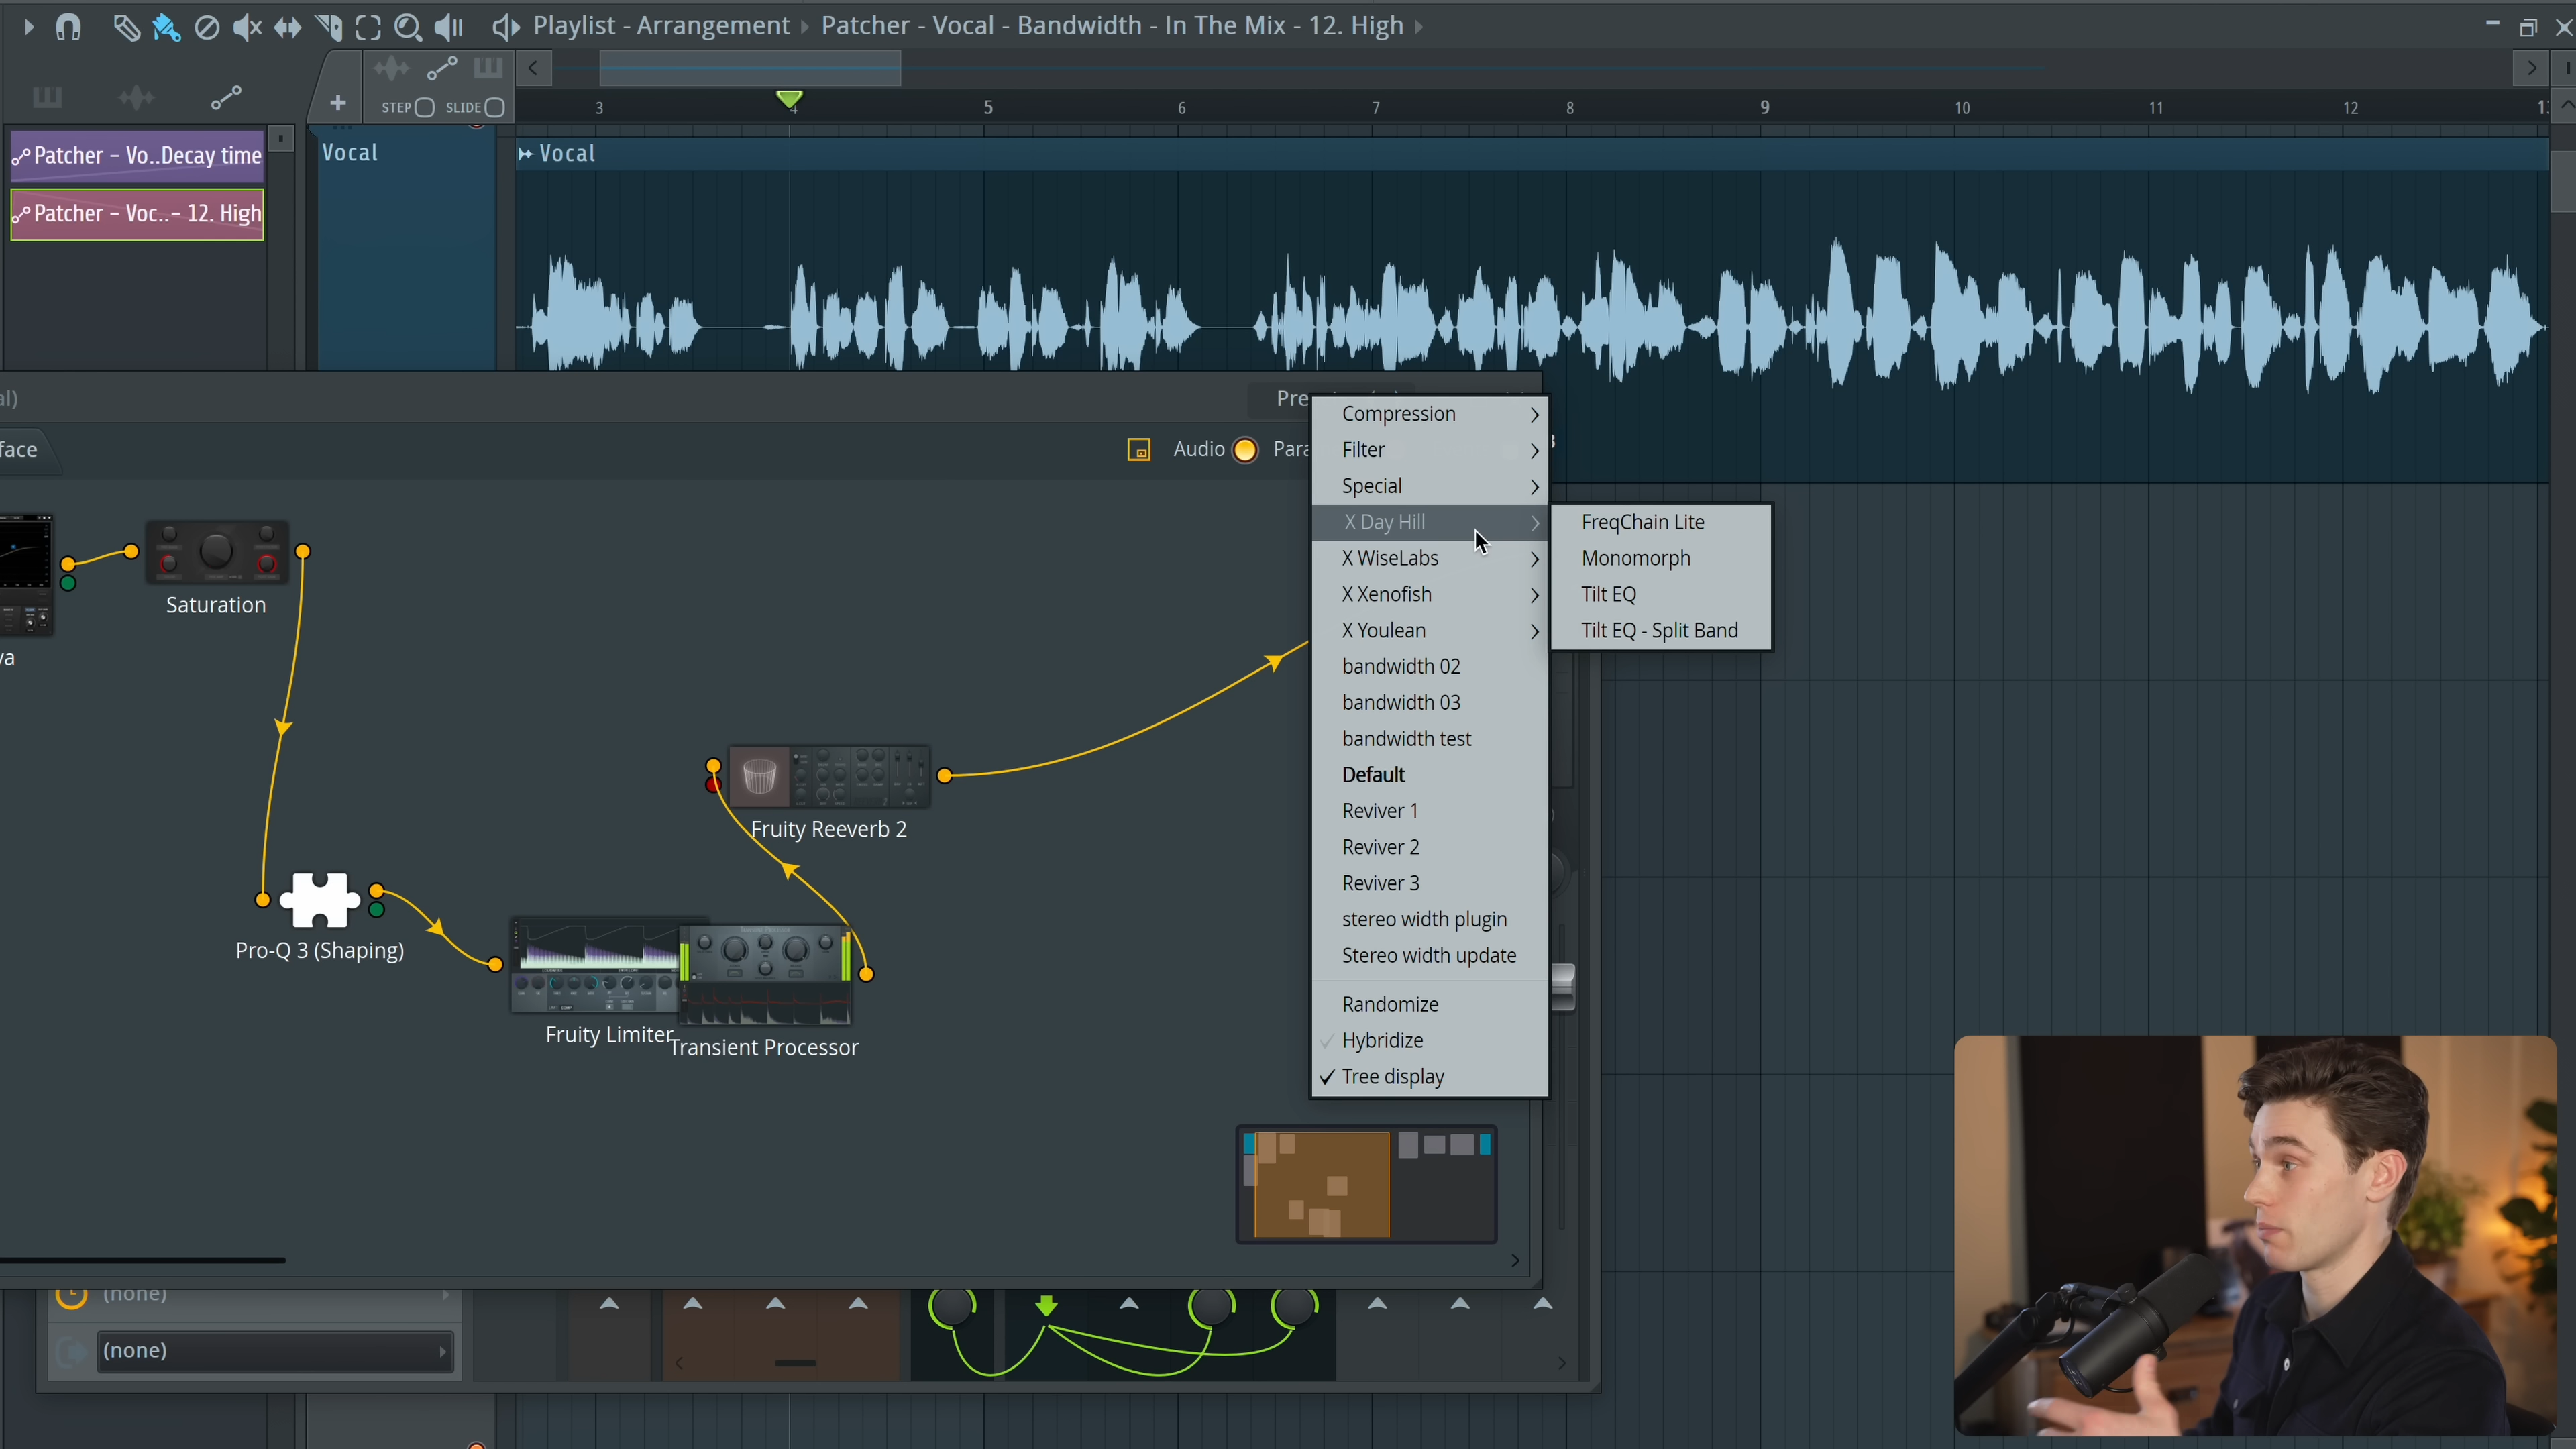 Playlist - Arrangement Patcher - Vocal - Bandwidth - In The Mix - 12. High
STEP SLIDE
3 4 5 6 7 8 9 10 11 12
Patcher – Vo..Decay time
Vocal
Vocal
Patcher – Voc..– 12. High
al)
face
Audio
Compression
Filter
Special
X Day Hill
X WiseLabs
X Xenofish
X Youlean
bandwidth 02
bandwidth 03
bandwidth test
Default
Reviver 1
Reviver 2
Reviver 3
stereo width plugin
Stereo width update
Randomize
Hybridize
Tree display
FreqChain Lite
Monomorph
Tilt EQ
Tilt EQ - Split Band
Saturation
va
Fruity Reeverb 2
Pro-Q 3 (Shaping)
Fruity Limiter
Transient Processor
(none)
(none)